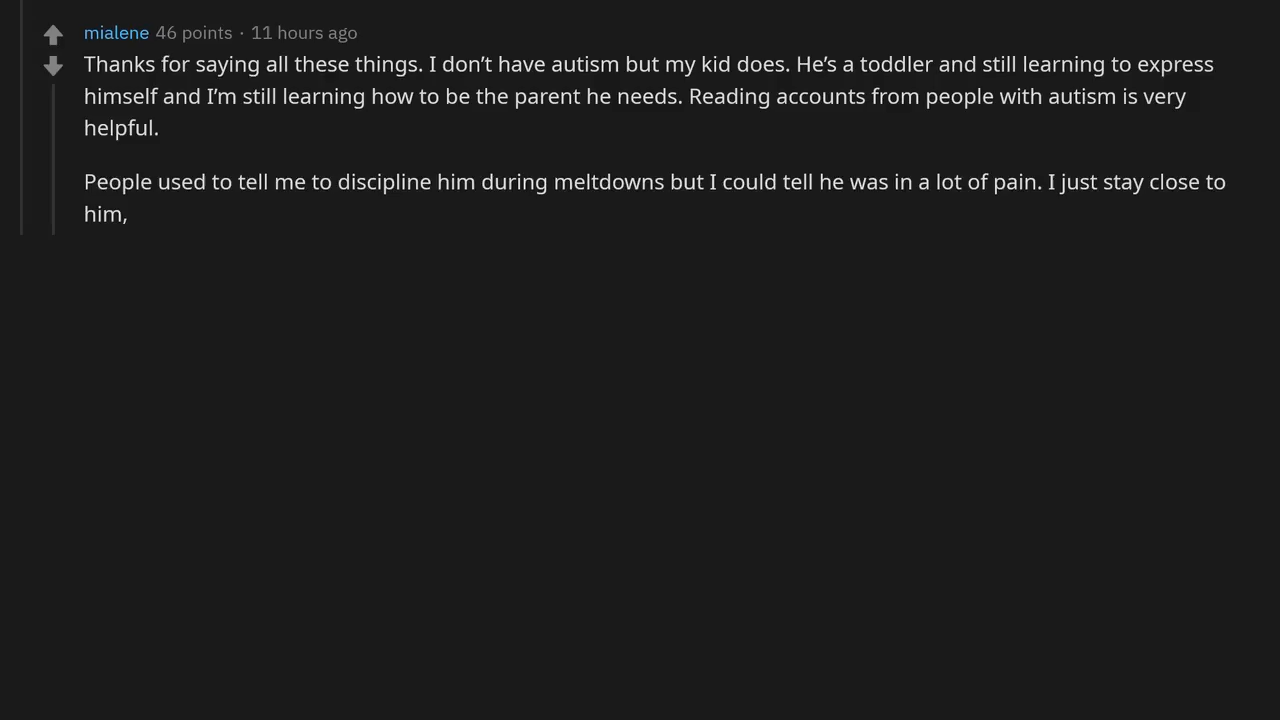 mialene 46 points · 11 hours ago
Thanks for saying all these things. I don’t have autism but my kid does. He’s a toddler and still learning to express
himself and I’m still learning how to be the parent he needs. Reading accounts from people with autism is very
helpful.
People used to tell me to discipline him during meltdowns but I could tell he was in a lot of pain. I just stay close to
him,